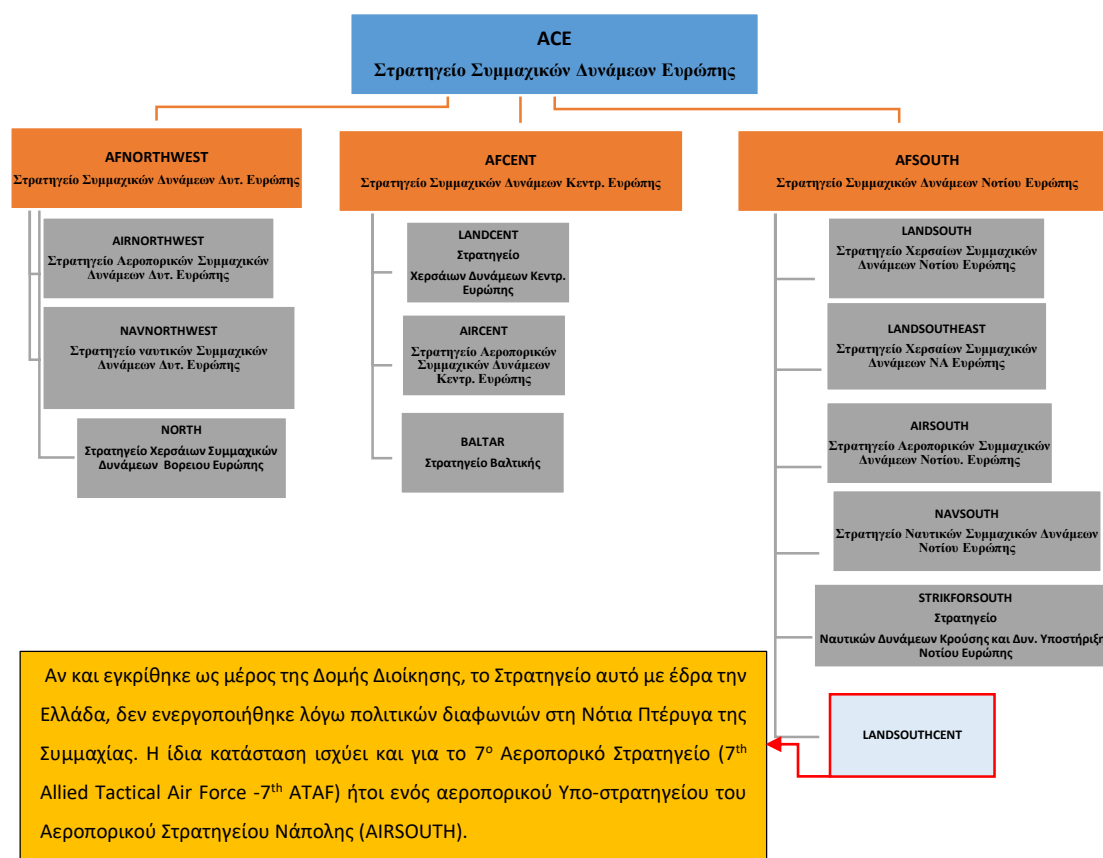 ACE
Στρατηγείο Συμμαχικών Δυνάμεων Ευρώπης
AFNORTHWEST
Στρατηγείο Συμμαχικών Δυνάμεων Δυτ. Ευρώπης
AIRNORTHWEST
Στρατηγείο Αεροπορικών Συμμαχικών
Δυνάμεων Δυτ. Ευρώπης
NAVNORTHWEST
Στρατηγείο ναυτικών Συμμαχικών
Δυνάμεων Δυτ. Ευρώπης
NORTH
Στρατηγείο Χερσάιων Συμμαχικών
Δυνάμεων Βορειου Ευρώπης
AFCENT
Στρατηγείο Συμμαχικών Δυνάμεων Κεντρ. Ευρώπης
LANDCENT
Στρατηγείο
Χερσάιων Δυνάμεων Κεντρ.
Ευρώπης
AIRCENT
Στρατηγείο Αεροπορικών
Συμμαχικών Δυνάμεων
Κεντρ. Ευρώπης
BALTAR
Στρατηγείο Βαλτικής
AFSOUTH
Στρατηγείο Συμμαχικών Δυνάμεων Νοτίου Ευρώπης
LANDSOUTH
Στρατηγείο Χερσαίων Συμμαχικών
Δυνάμεων Νοτίου Ευρώπης
LANDSOUTHEAST
Στρατηγείο Χερσαίων Συμμαχικών
Δυνάμεων ΝΑ Ευρώπης
AIRSOUTH
Στρατηγείο Αεροπορικών Συμμαχικών
Δυνάμεων Νοτίου. Ευρώπης
NAVSOUTH
Στρατηγείο Ναυτικών Συμμαχικών Δυνάμεων
Νοτίου Ευρώπης
STRIKFORSOUTH
Στρατηγείο
Ναυτικών Δυνάμεων Κρούσης και Δυν. Υποστήριξη
Νοτίου Ευρώπης
LANDSOUTHCENT
Αν και εγκρίθηκε ως μέρος της Δομής Διοίκησης, το Στρατηγείο αυτό με έδρα την
Ελλάδα, δεν ενεργοποιήθηκε λόγω πολιτικών διαφωνιών στη Νότια Πτέρυγα της
Συμμαχίας. Η ίδια κατάσταση ισχύει και για το 7ο Αεροπορικό Στρατηγείο (7th
Allied Tactical Air Force -7th ATAF) ήτοι ενός αεροπορικού Υπο-στρατηγείου του
Αεροπορικού Στρατηγείου Νάπολης (AIRSOUTH).